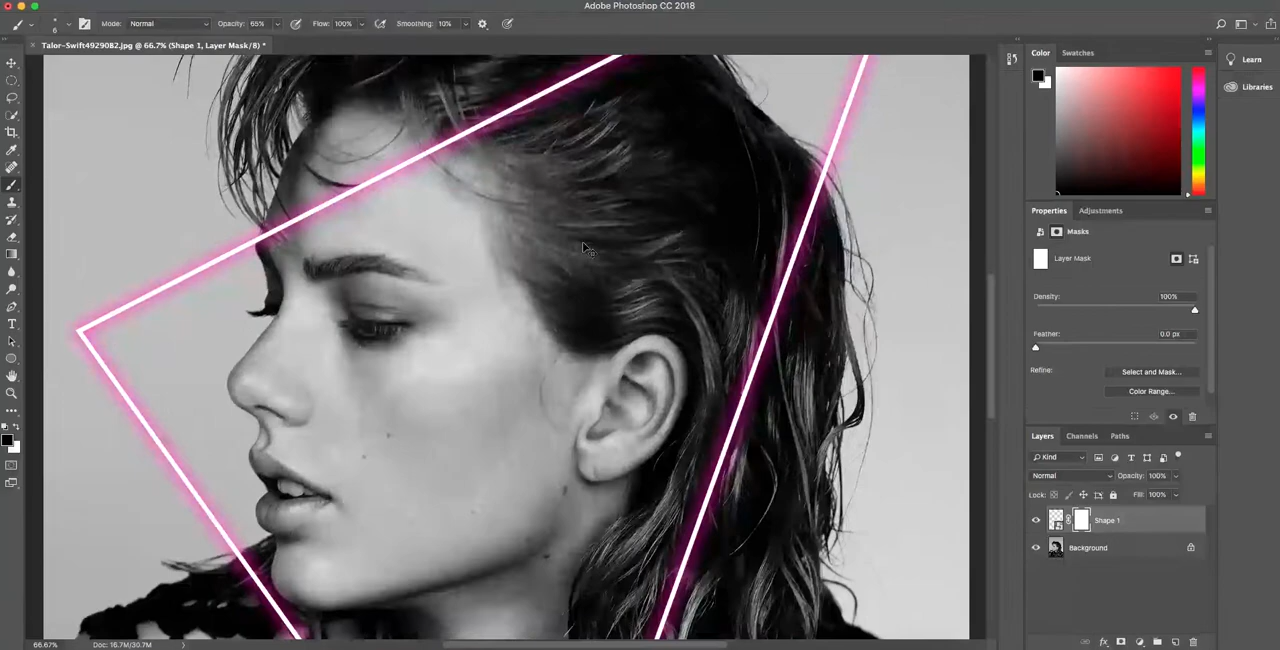 Adobe Photoshop CC 2018
6
Mode: Normal Opacity: 65% Flow: 100% Smoothing: 10%
Talor-Swift49290B2.jpg @ 66.7% (Shape 1, Layer Mask/8) *
Color Swatches
Learn
Libraries
Properties Adjustments
Masks
Layer Mask
Density: 100%
Feather: 0.0 px
Refine: Select and Mask...
Color Range...
Layers Channels Paths
Kind
Normal Opacity: 100%
Lock: Fill: 100%
Shape 1
Background
66.67% Doc: 16.7M/30.7M